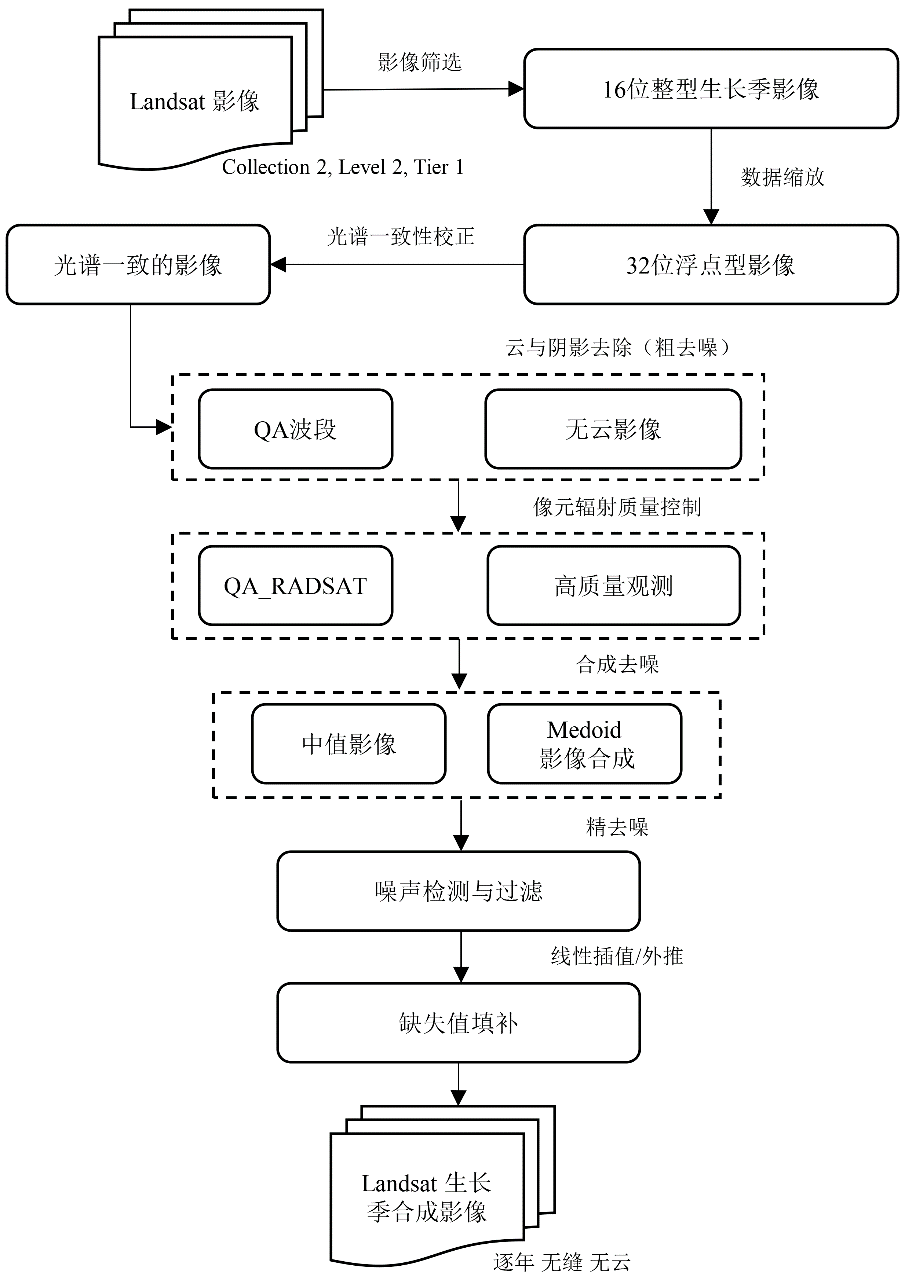 Landsat 影像
影像筛选
16位整型生长季影像
Collection 2, Level 2, Tier 1
数据缩放
光谱一致的影像
光谱一致性校正
32位浮点型影像
云与阴影去除（粗去噪）
QA波段
无云影像
像元辐射质量控制
QA_RADSAT
高质量观测
合成去噪
中值影像
Medoid
影像合成
精去噪
噪声检测与过滤
线性插值/外推
缺失值填补
Landsat 生长
季合成影像
逐年 无缝 无云